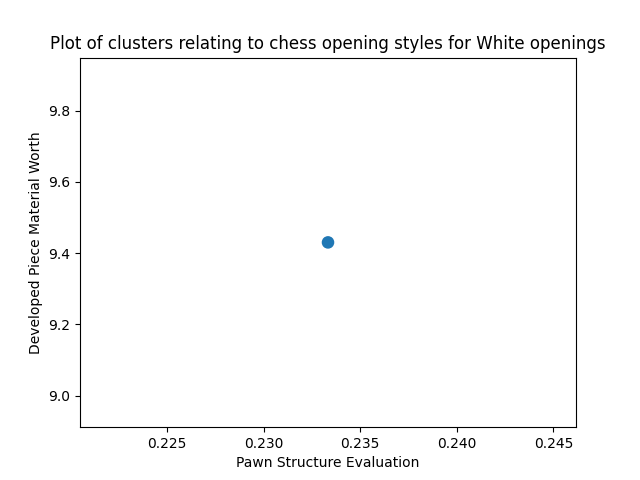 Plot of clusters relating to chess opening styles for White openings
9.8
9.6
9.4
9.2
9.0
Developed Piece Material Worth
0.225 0.230 0.235 0.240 0.245
Pawn Structure Evaluation